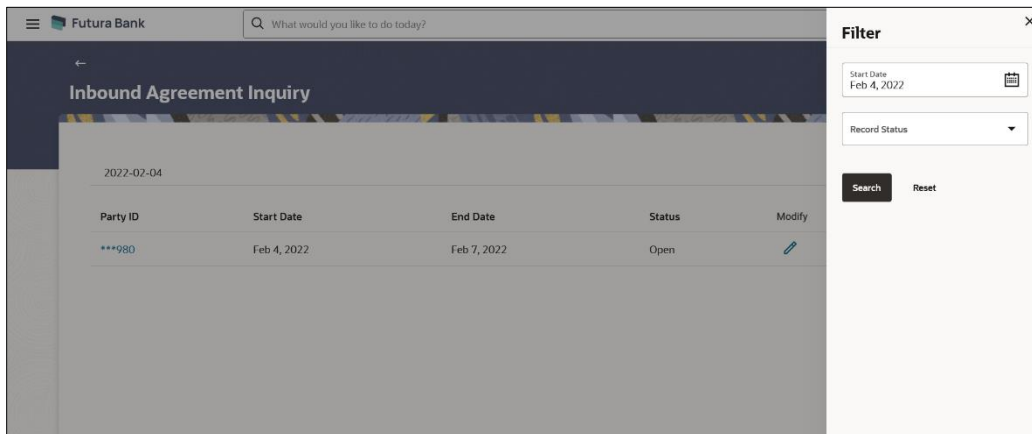 Futura Bank
What would you like to do today?
Inbound Agreement Inquiry
2022-02-04
Party ID Start Date End Date Status Modify
***980 Feb 4, 2022 Feb 7, 2022 Open
Filter
Start Date
Feb 4, 2022
Record Status
Search Reset